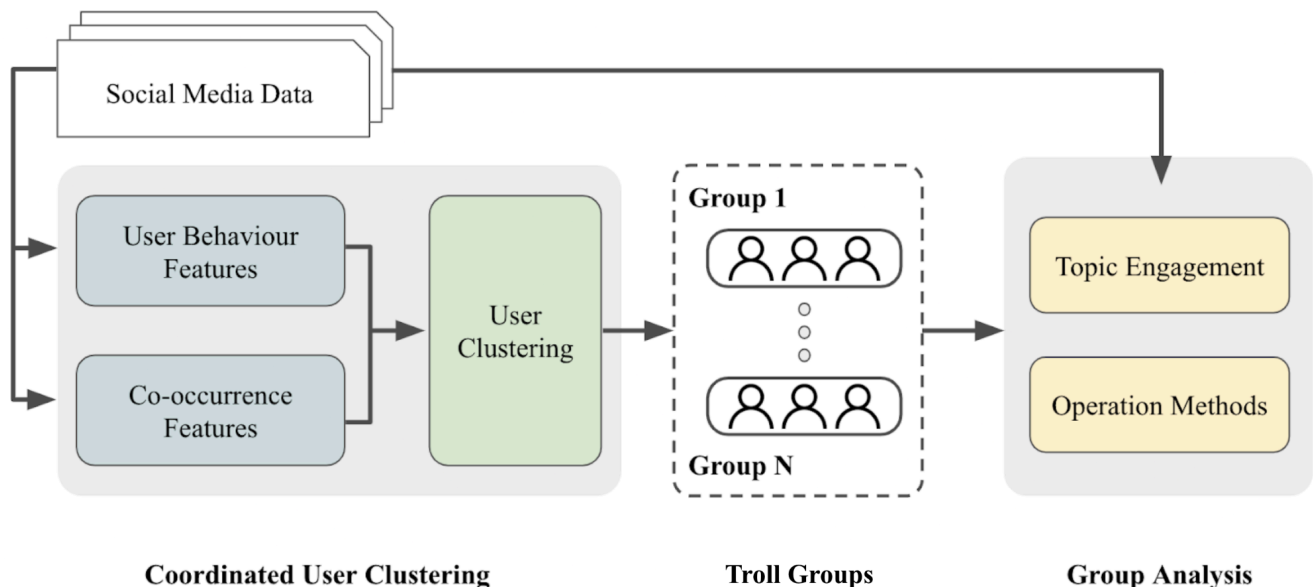 Social Media Data
User Behaviour
Features
Co-occurrence
Features
User
Clustering
Group 1
Group N
Topic Engagement
Operation Methods
Coordinated User Clustering
Troll Groups
Group Analysis